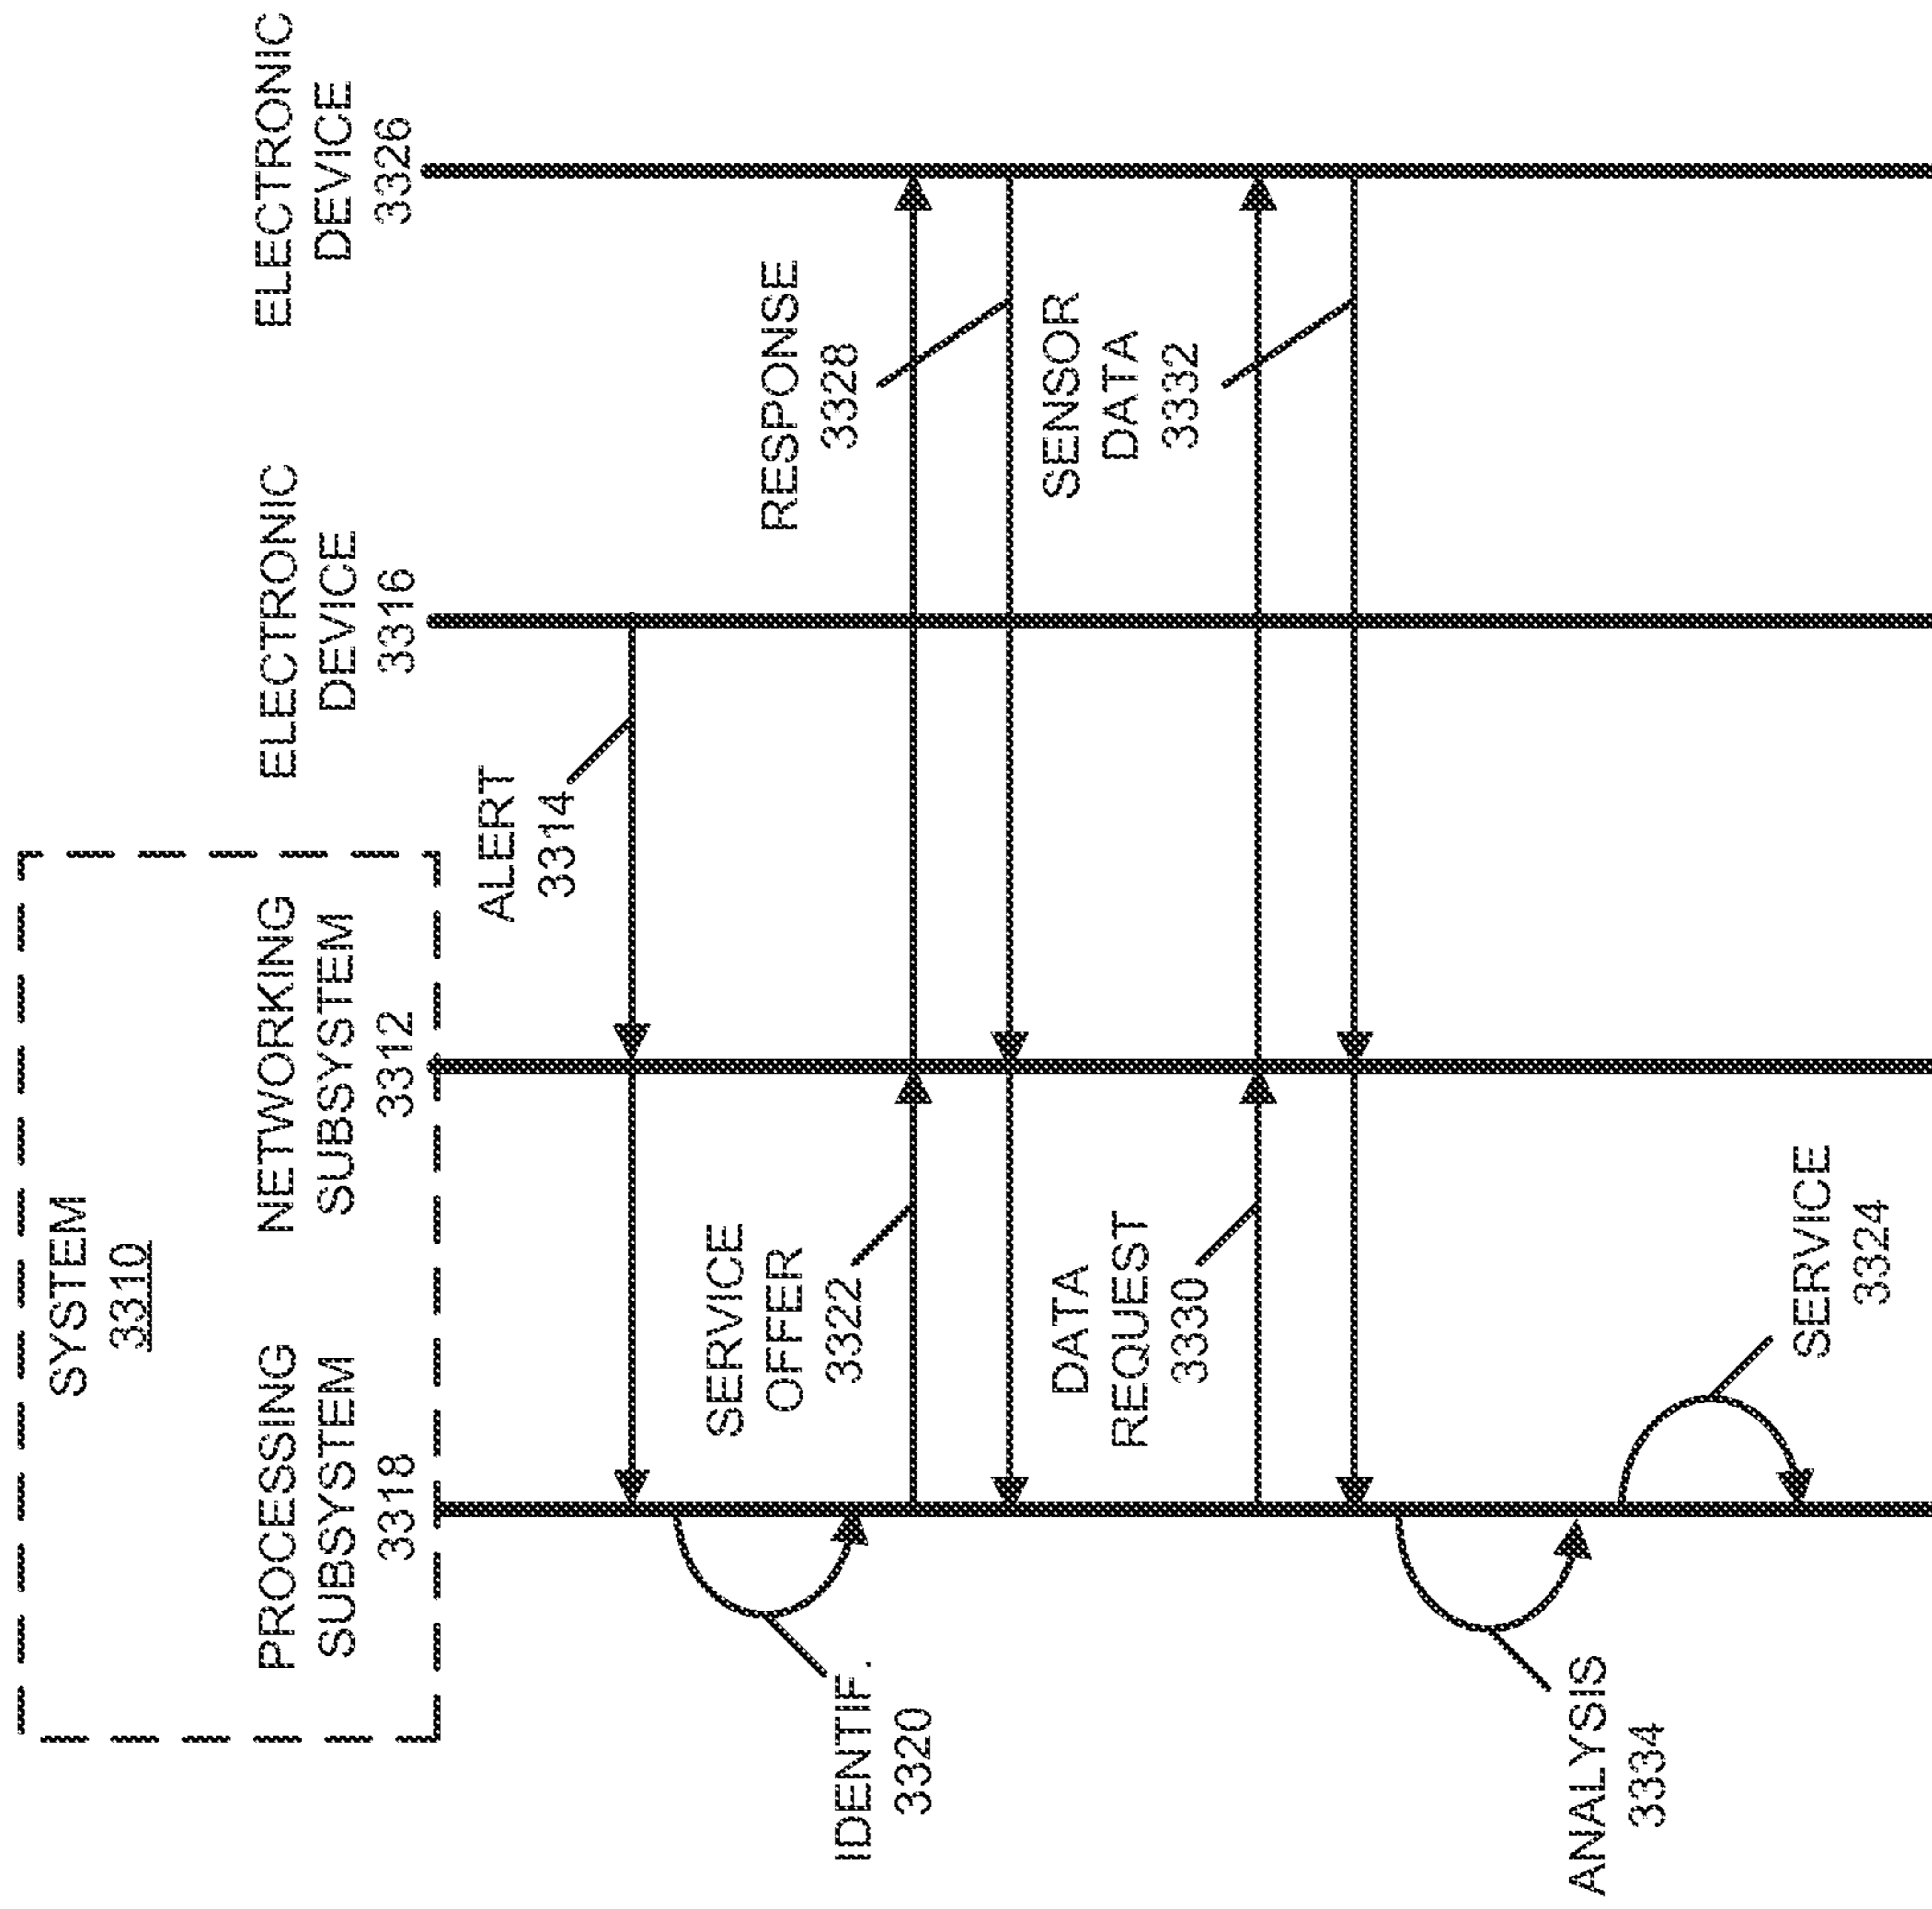 SYSTEM
3310
PROCESSING
SUBSYSTEM
3318
NETWORKING
SUBSYSTEM
3312
ELECTRONIC
DEVICE
3316
ELECTRONIC
DEVICE
3326
ALERT
3314
IDENTIF.
3320
SERVICE
OFFER
3322
RESPONSE
3328
DATA
REQUEST
3330
SENSOR
DATA
3332
ANALYSIS
3334
SERVICE
3324